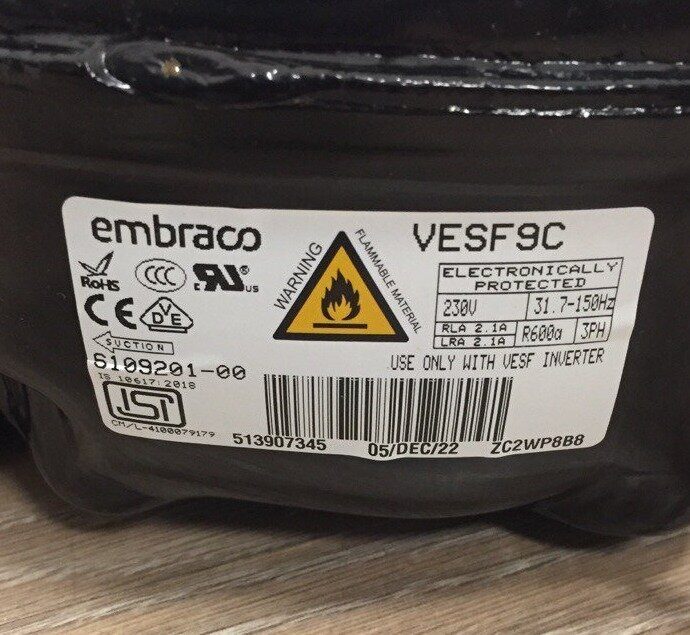 embraco
VESF9C
RoHS
CCC
c RU us
CE
VDE
WARNING
FLAMMABLE MATERIAL
ELECTRONICALLY
PROTECTED
230V
31.7-150Hz
RLA 2.1A
LRA 2.1A
R600a
3PH
SUCTION
6109201-00
USE ONLY WITH VESF INVERTER
IS 10617:2018
ISI
CM/L-4100079179
513907345
05/DEC/22
ZC2WP8B8